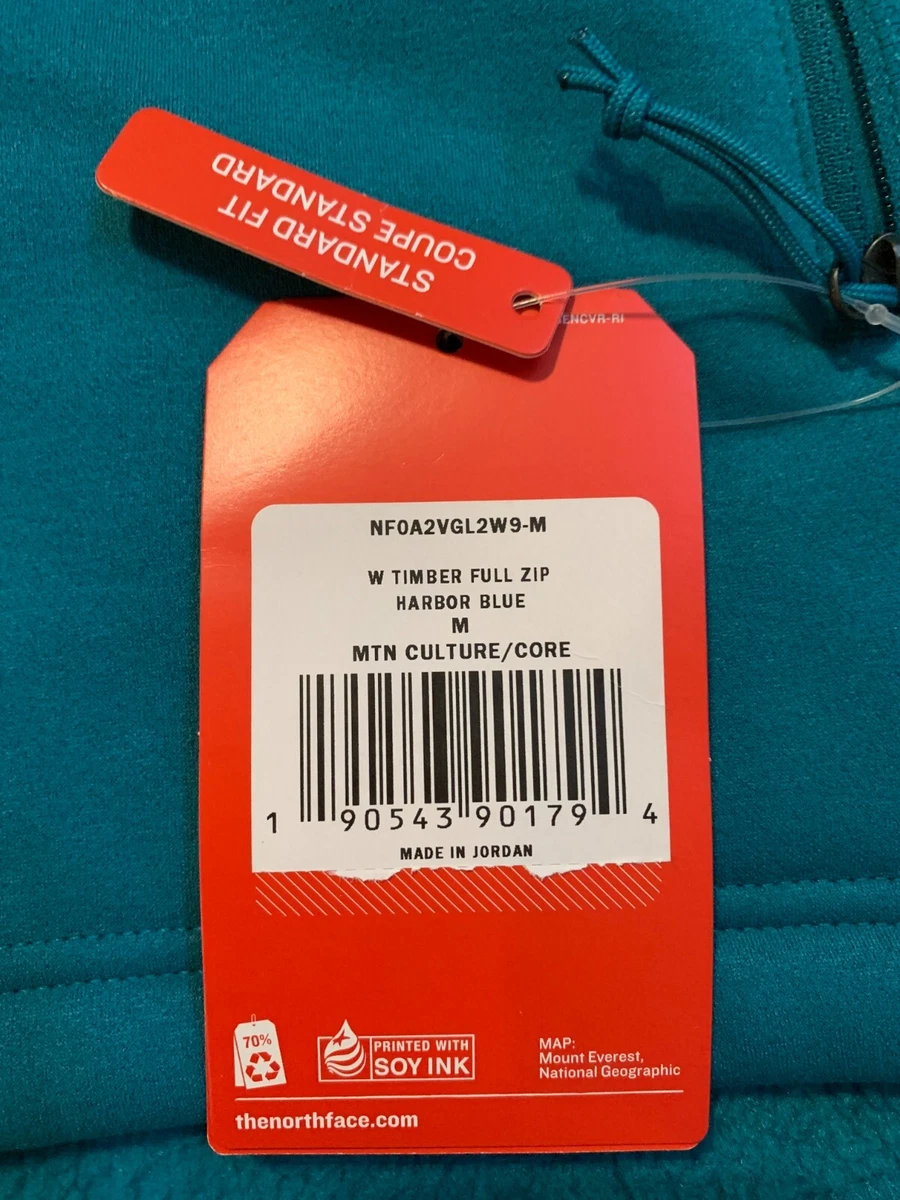 STANDARD FIT
COUPE STANDARD
NF0A2VGL2W9-M
W TIMBER FULL ZIP
HARBOR BLUE
M
MTN CULTURE/CORE
1 90543 90179 4
MADE IN JORDAN
70%
PRINTED WITH
SOY INK
MAP:
Mount Everest,
National Geographic
thenorthface.com